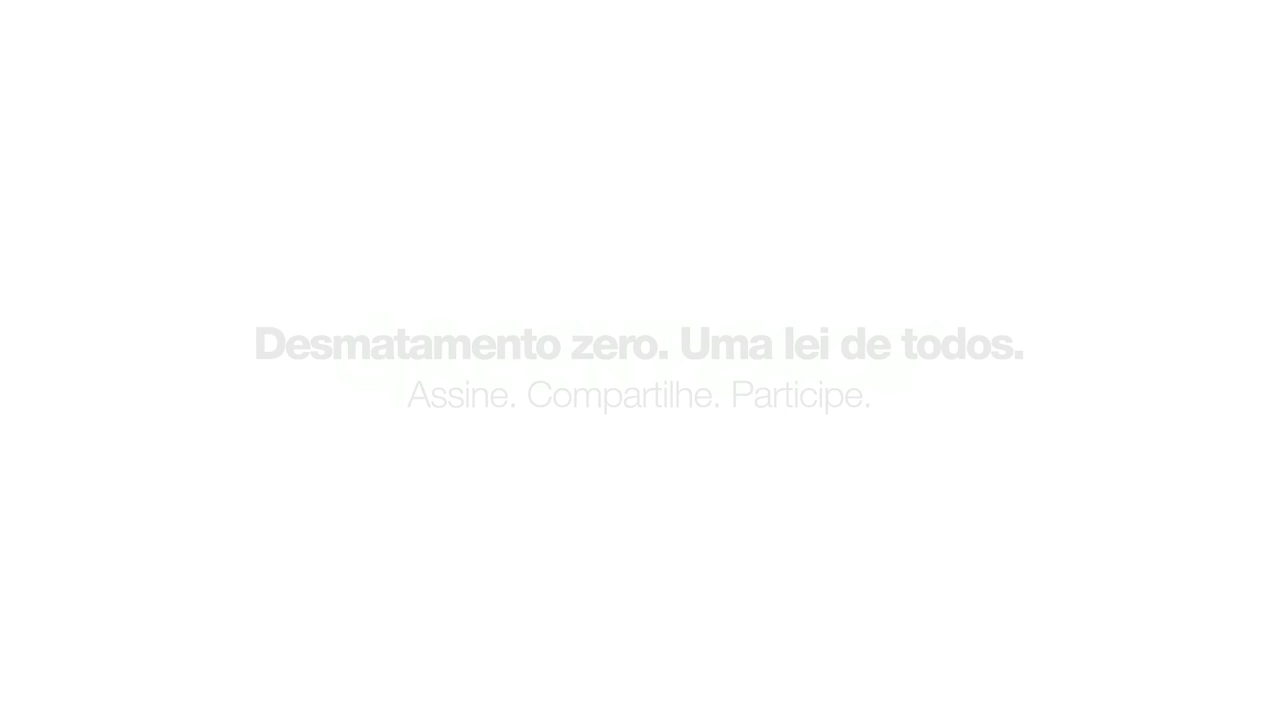 Desmatamento zero. Uma lei de todos.
Assine. Compartilhe. Participe.